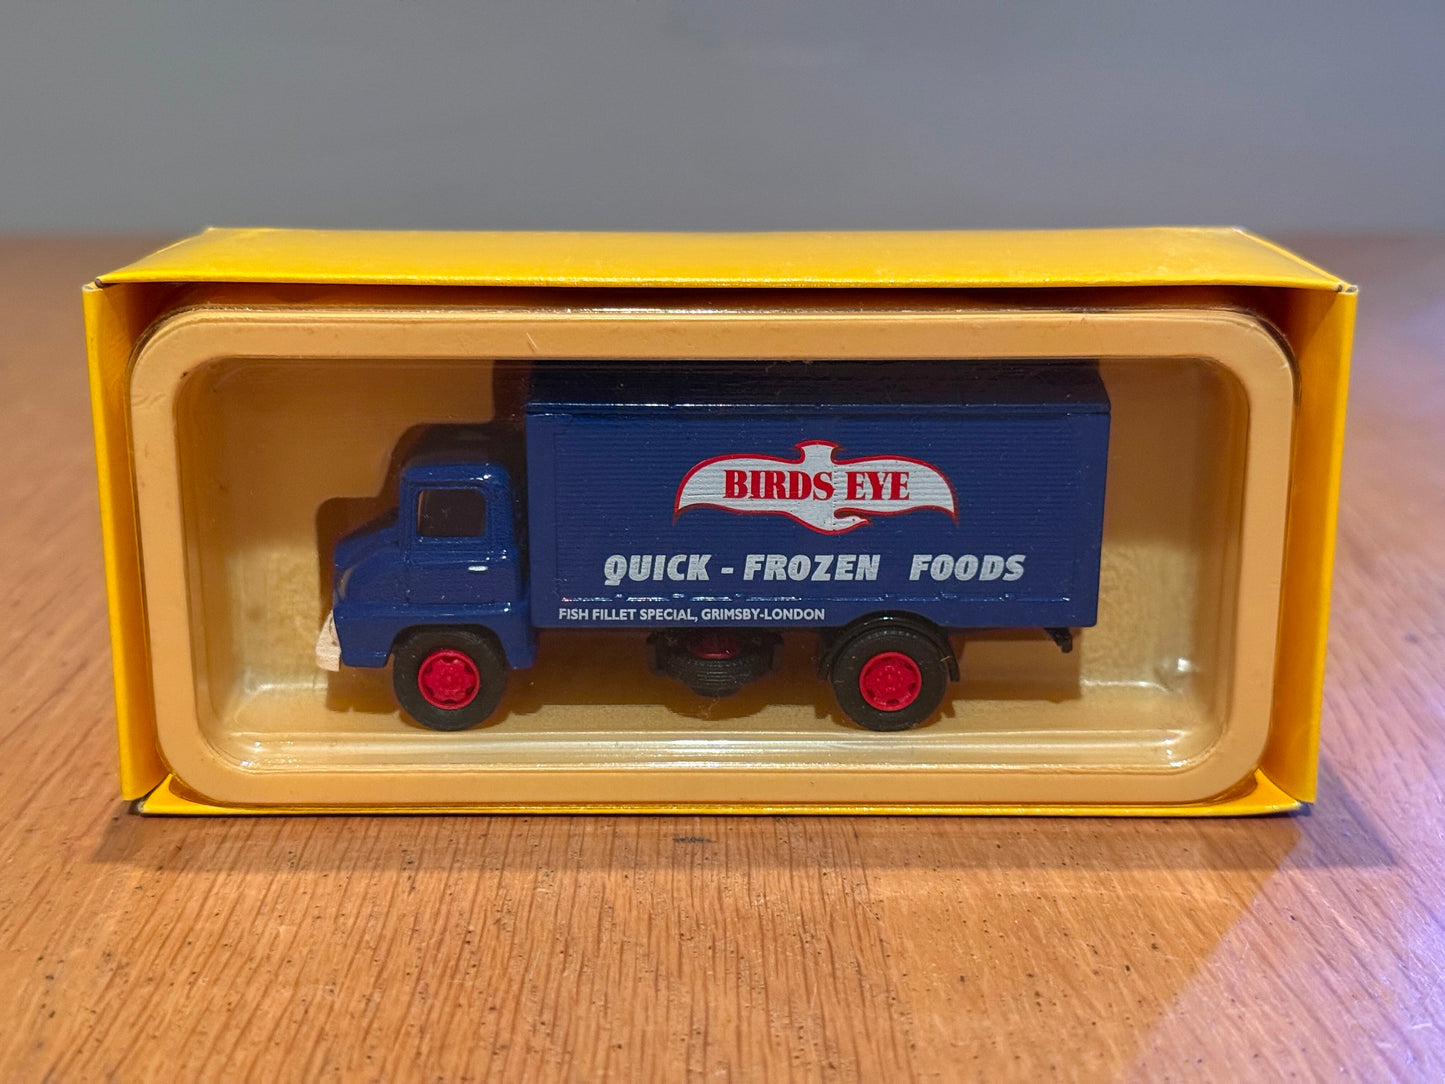 BIRDS EYE
QUICK - FROZEN FOODS
FISH FILLET SPECIAL, GRIMSBY-LONDON